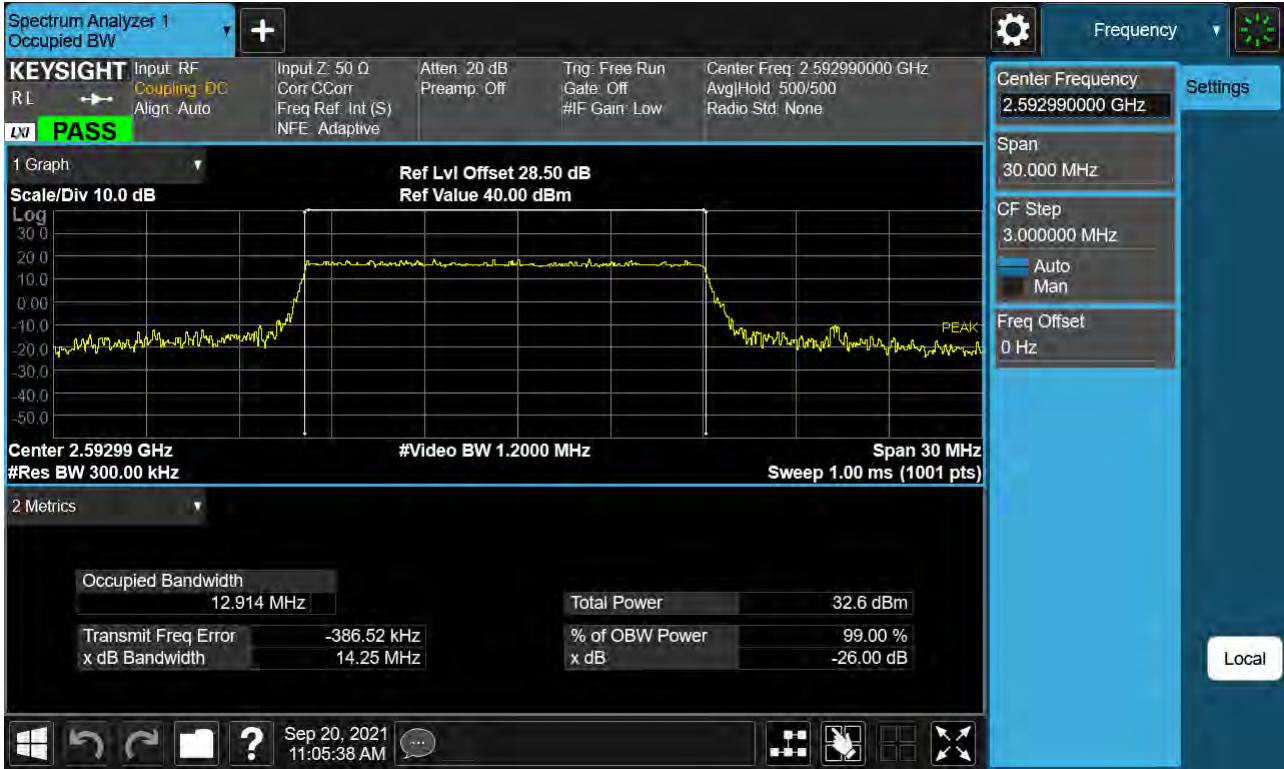 Spectrum Analyzer 1
Occupied BW
Frequency
KEYSIGHT
R L
LXI PASS
Input: RF
Coupling: DC
Align: Auto
Input Z: 50 Ω
Corr CCorr
Freq Ref: Int (S)
NFE: Adaptive
Atten: 20 dB
Preamp: Off
Trig: Free Run
Gate: Off
#IF Gain: Low
Center Freq: 2.592990000 GHz
Avg|Hold: 500/500
Radio Std: None
1 Graph
Scale/Div 10.0 dB
Ref Lvl Offset 28.50 dB
Ref Value 40.00 dBm
Log
30.0
20.0
10.0
0.00
-10.0
-20.0
-30.0
-40.0
-50.0
PEAK
Center 2.59299 GHz
#Res BW 300.00 kHz
#Video BW 1.2000 MHz
Span 30 MHz
Sweep 1.00 ms (1001 pts)
2 Metrics
Occupied Bandwidth
12.914 MHz
Transmit Freq Error -386.52 kHz
x dB Bandwidth 14.25 MHz
Total Power 32.6 dBm
% of OBW Power 99.00 %
x dB -26.00 dB
Sep 20, 2021
11:05:38 AM
Center Frequency
2.592990000 GHz
Span
30.000 MHz
CF Step
3.000000 MHz
Auto
Man
Freq Offset
0 Hz
Settings
Local